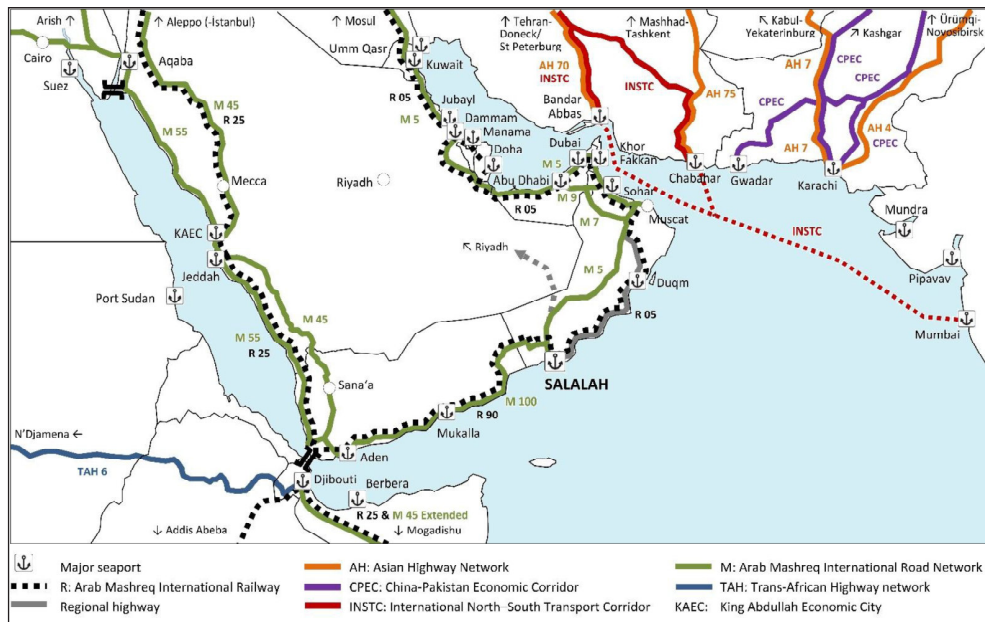 Arish ↑
↑ Aleppo (-Istanbul)
↑ Mosul
↑ Tehran-
Doneck/
St Peterburg
↑ Mashhad-
Tashkent
↖ Kabul-
Yekaterinburg
↗ Kashgar
↑ Ürümqi-
Novosibirsk
Cairo
Suez
Aqaba
Umm Qasr
Kuwait
AH 70
INSTC
INSTC
AH 75
AH 7
CPEC
CPEC
CPEC
AH 4
CPEC
AH 7
M 45
R 25
M 55
R 05
M 5
Jubayl
Dammam
Manama
Doha
Bandar
Abbas
Dubai
Khor
Fakkan
M 5
Abu Dhabi
Sohar
M 9
R 05
M 7
Muscat
Chabahar
Gwadar
Karachi
Mecca
Riyadh
KAEC
Jeddah
Port Sudan
↖ Riyadh
M 5
Duqm
R 05
INSTC
Mundra
Pipavav
Mumbai
M 45
M 55
R 25
Sana'a
SALALAH
M 100
R 90
Mukalla
Aden
N'Djamena ←
TAH 6
Djibouti
Berbera
R 25 & M 45 Extended
↓ Addis Abeba
↓ Mogadishu
Major seaport
R: Arab Mashreq International Railway
Regional highway
AH: Asian Highway Network
CPEC: China-Pakistan Economic Corridor
INSTC: International North–South Transport Corridor
M: Arab Mashreq International Road Network
TAH: Trans-African Highway network
KAEC: King Abdullah Economic City